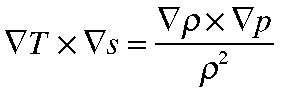 ∇T × ∇s = ∇ρ × ∇p / ρ²